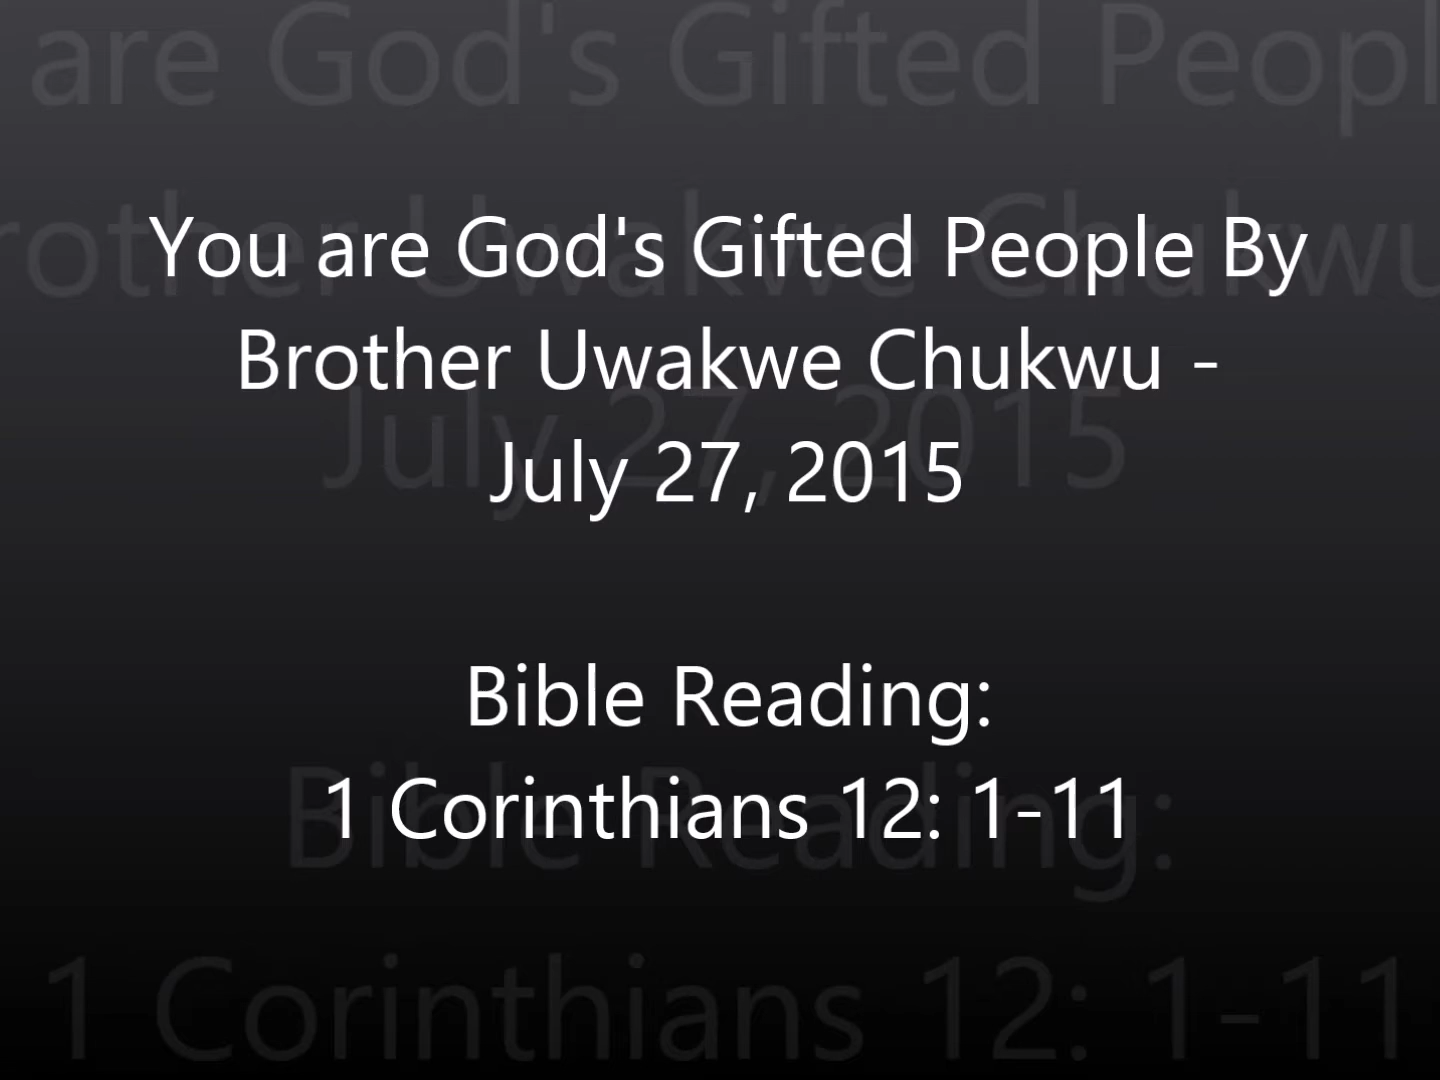 You are God's Gifted People By
Brother Uwakwe Chukwu -
July 27, 2015
Bible Reading:
1 Corinthians 12: 1-11